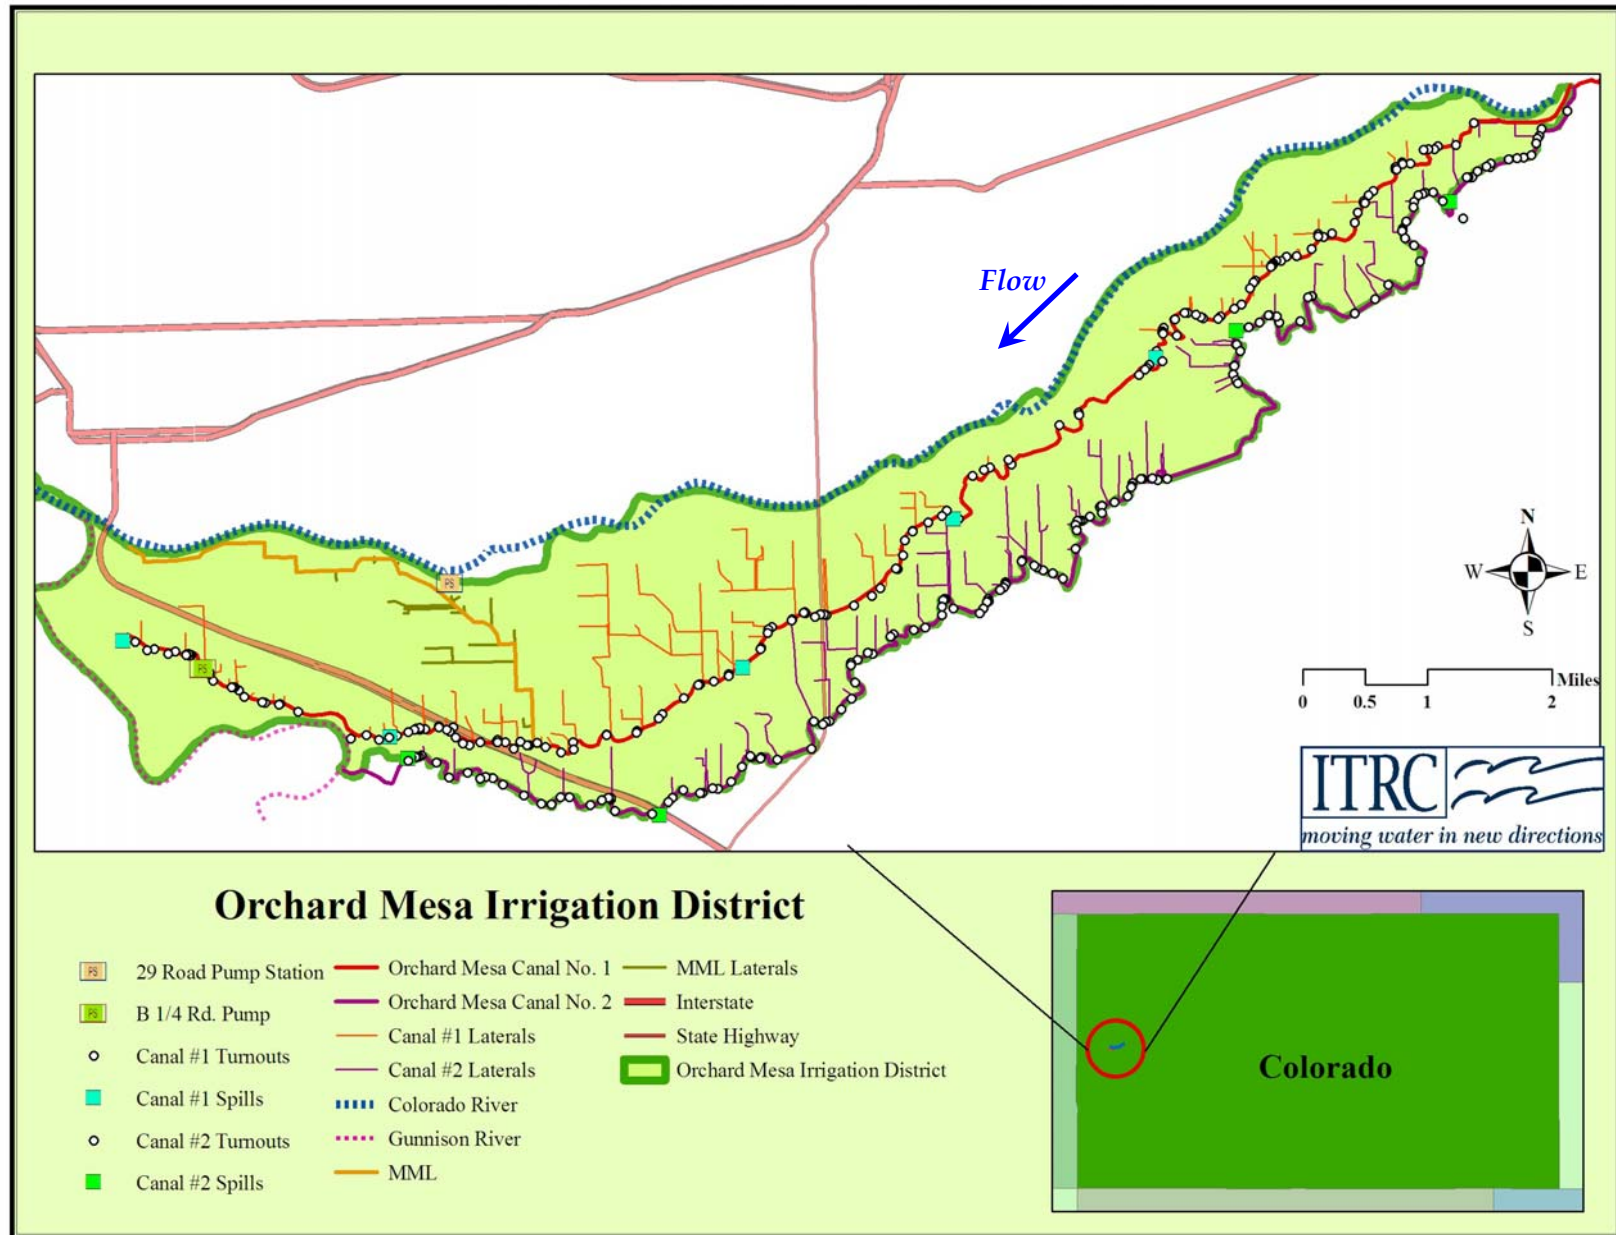 Flow
PS
PS
N
W E
S
Miles
0 0.5 1 2
ITRC
moving water in new directions
Orchard Mesa Irrigation District
PS 29 Road Pump Station
PS B 1/4 Rd. Pump
Canal #1 Turnouts
Canal #1 Spills
Canal #2 Turnouts
Canal #2 Spills
Orchard Mesa Canal No. 1
Orchard Mesa Canal No. 2
Canal #1 Laterals
Canal #2 Laterals
Colorado River
Gunnison River
MML
MML Laterals
Interstate
State Highway
Orchard Mesa Irrigation District
Colorado